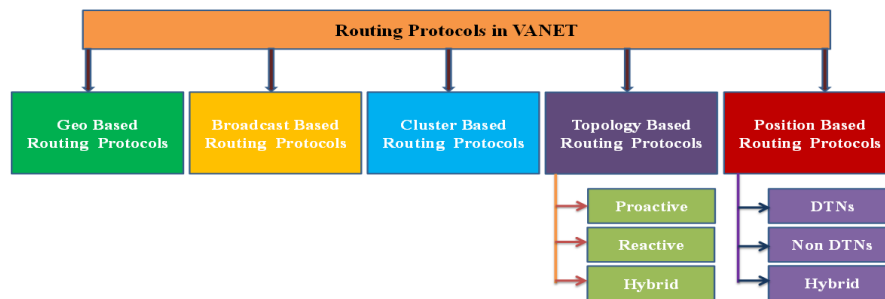 Routing Protocols in VANET
Geo Based
Routing Protocols
Broadcast Based
Routing Protocols
Cluster Based
Routing Protocols
Topology Based
Routing Protocols
Position Based
Routing Protocols
Proactive
Reactive
Hybrid
DTNs
Non DTNs
Hybrid